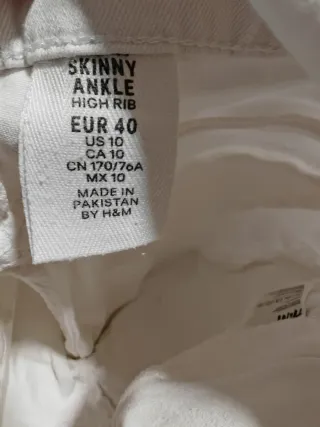 SKINNY
ANKLE
HIGH RIB
EUR 40
US 10
CA 10
CN 170/76A
MX 10
MADE IN
PAKISTAN
BY H&M